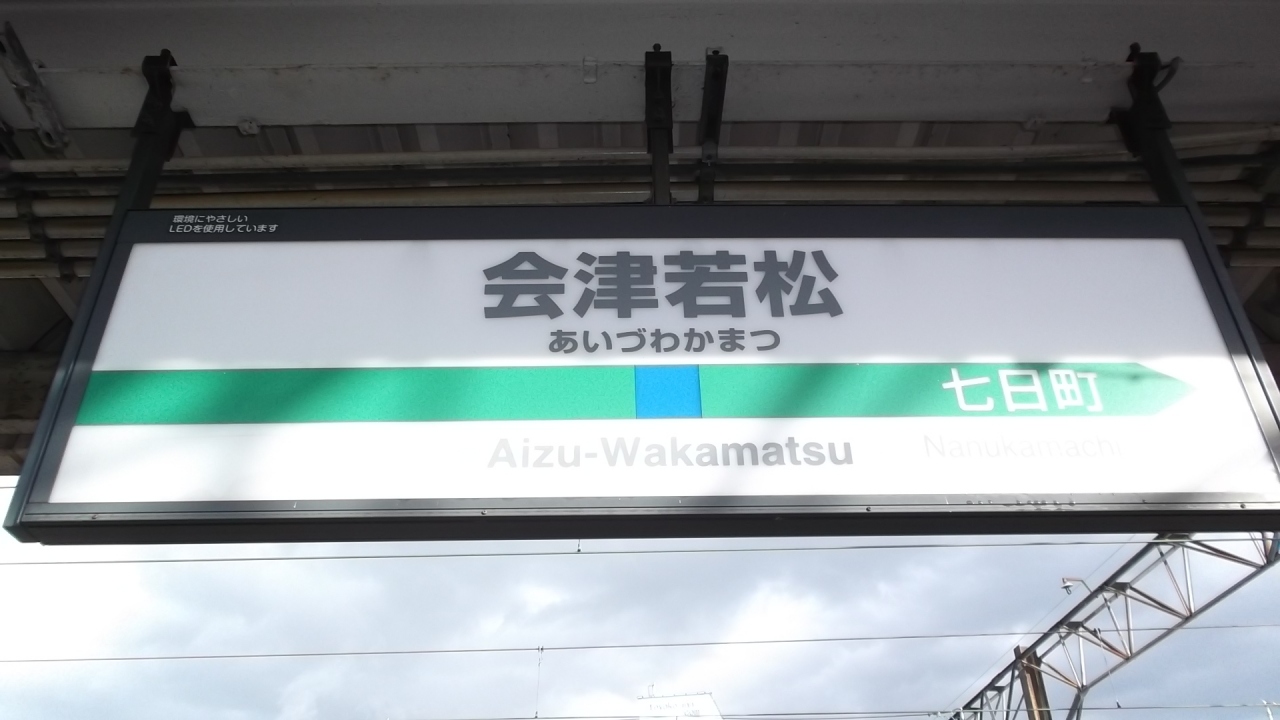 環境にやさしい
LEDを使用しています
会津若松
あいづわかまつ
七日町
Aizu-Wakamatsu
Nanukamachi